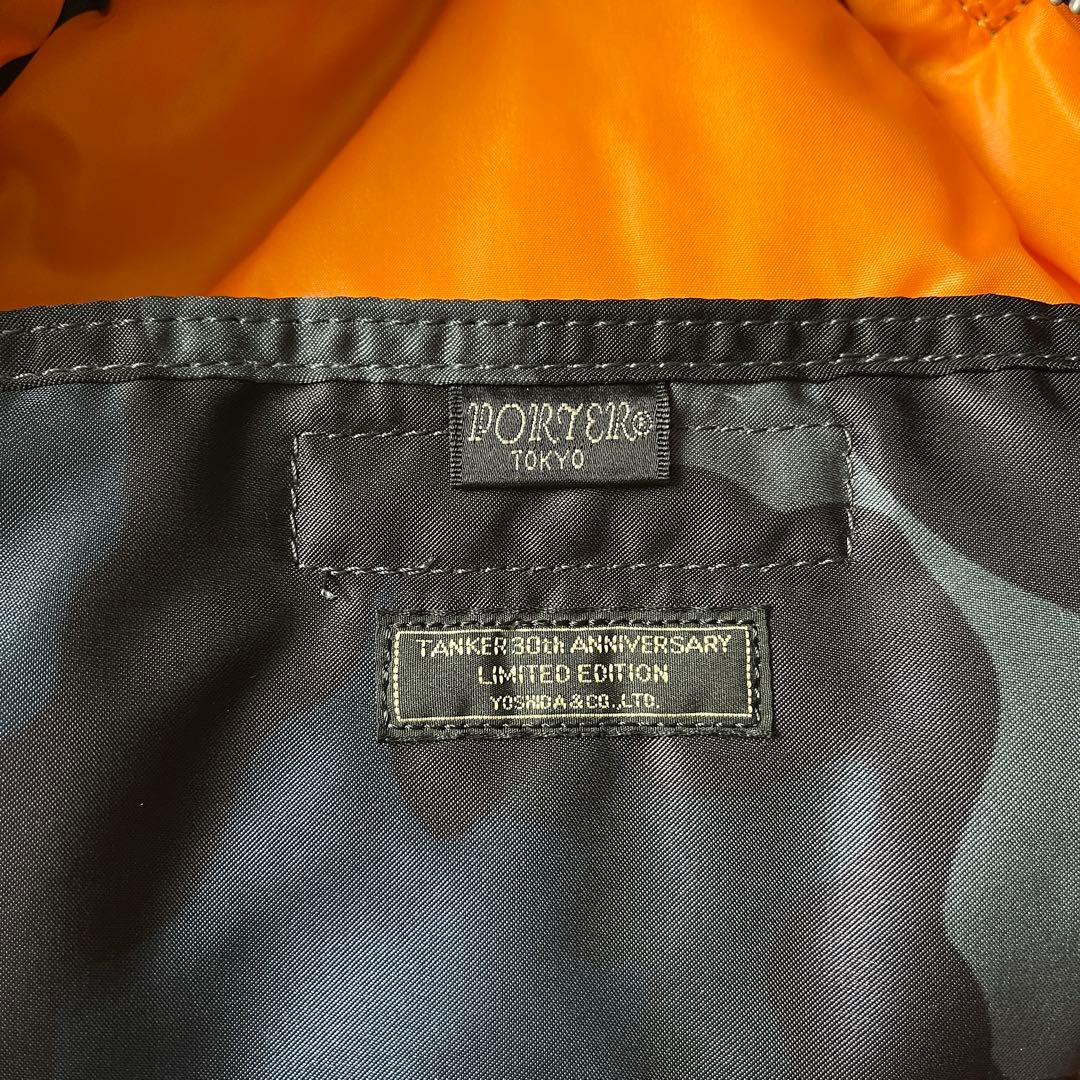 PORTER®
TOKYO
TANKER 30th ANNIVERSARY
LIMITED EDITION
YOSHIDA & CO., LTD.